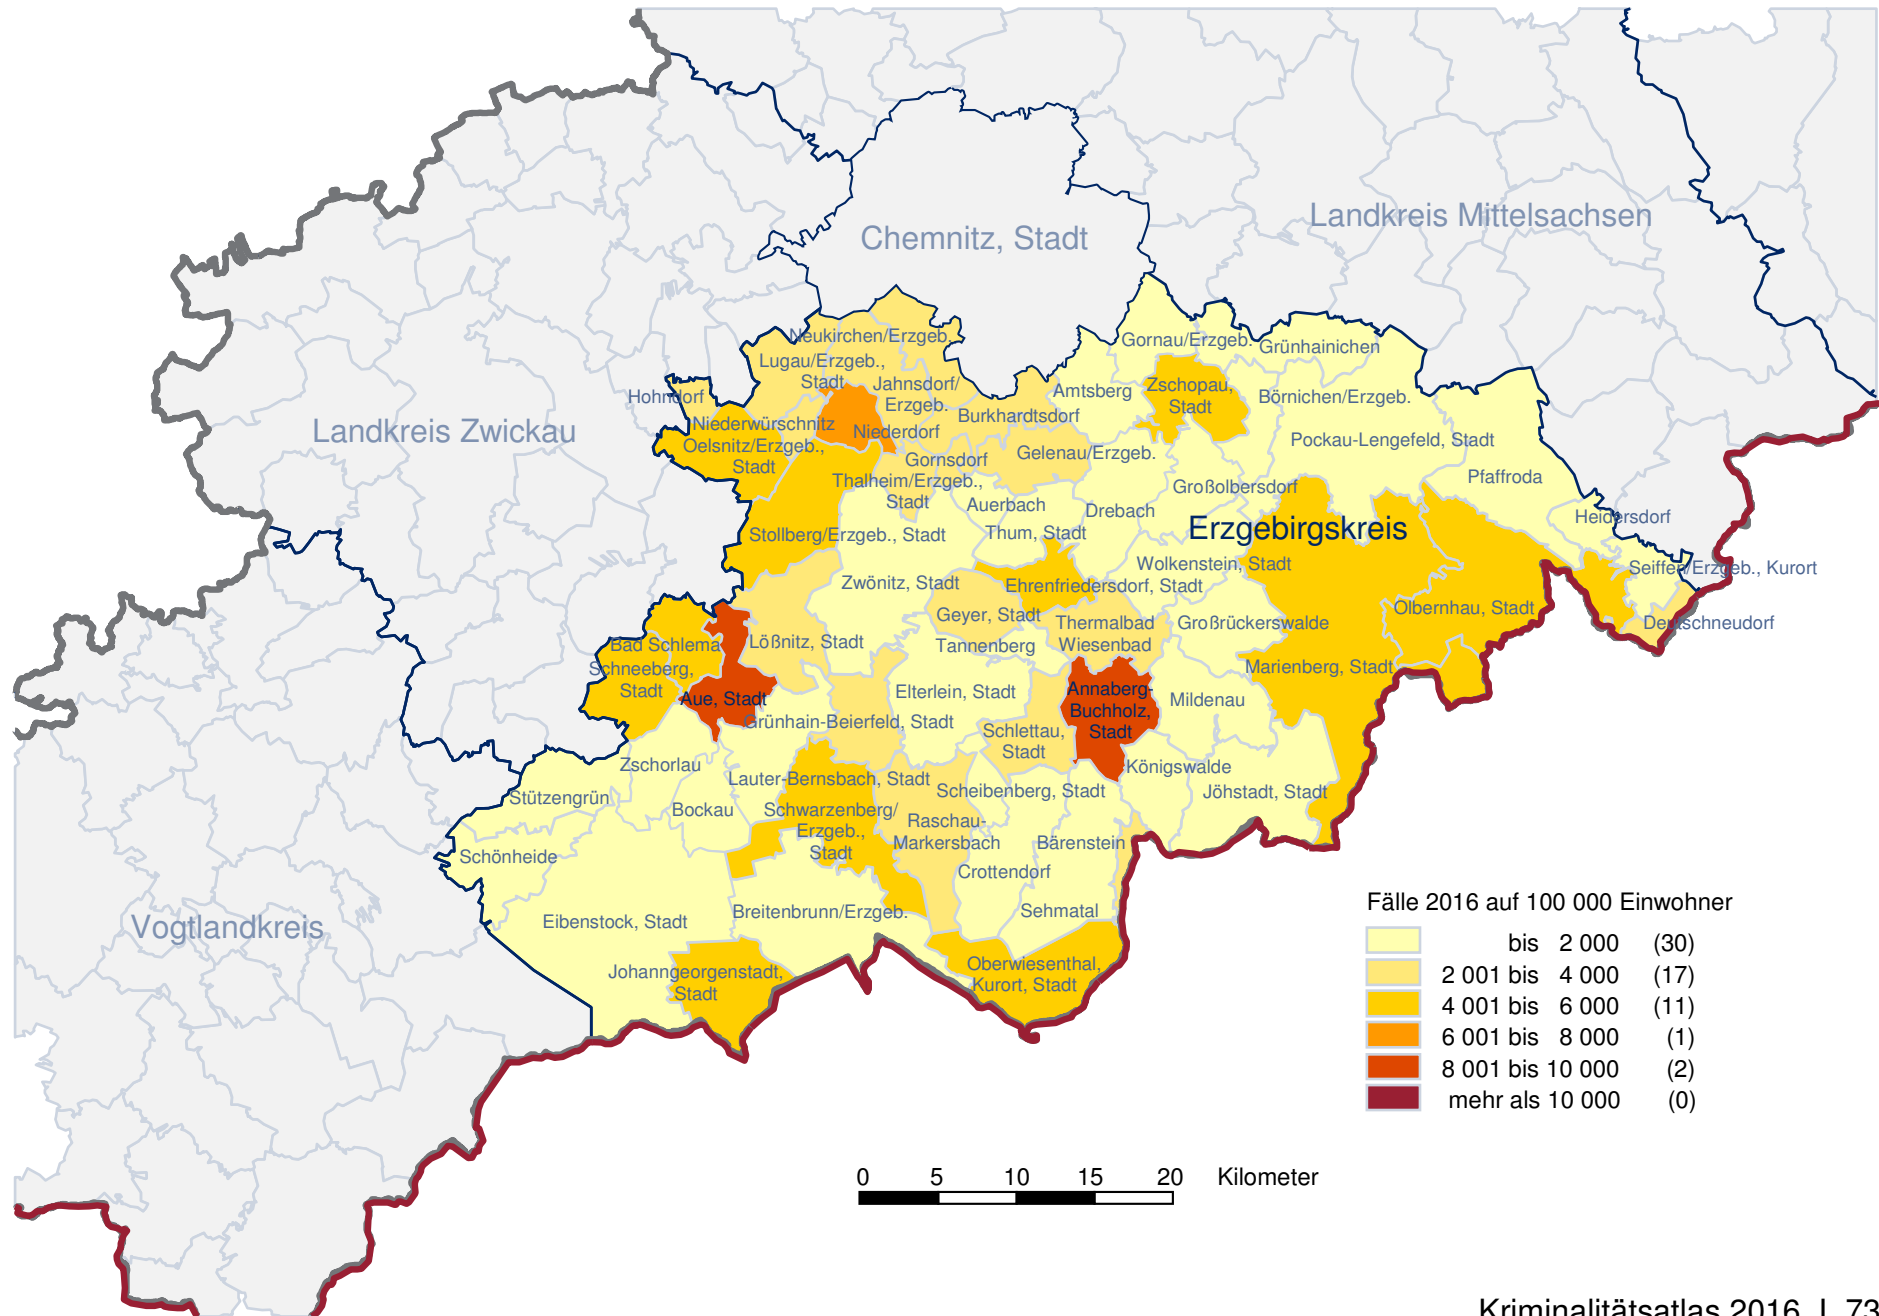 Landkreis Mittelsachsen
Chemnitz, Stadt
Landkreis Zwickau
Vogtlandkreis
Erzgebirgskreis
Neukirchen/Erzgeb.
Lugau/Erzgeb.,
Stadt
Jahnsdorf/
Erzgeb.
Hohndorf
Niederwürschnitz
Oelsnitz/Erzgeb.,
Stadt
Niederdorf
Burkhardtsdorf
Gornsdorf
Thalheim/Erzgeb.,
Stadt
Gelenau/Erzgeb.
Amtsberg
Gornau/Erzgeb.
Grünhainichen
Zschopau,
Stadt
Börnichen/Erzgeb.
Pockau-Lengefeld, Stadt
Pfaffroda
Großolbersdorf
Auerbach
Drebach
Thum, Stadt
Stollberg/Erzgeb., Stadt
Heidersdorf
Wolkenstein, Stadt
Seiffen/Erzgeb., Kurort
Zwönitz, Stadt
Ehrenfriedersdorf, Stadt
Geyer, Stadt
Olbernhau, Stadt
Thermalbad
Wiesenbad
Großrückerswalde
Deutschneudorf
Bad Schlema
Lößnitz, Stadt
Tannenberg
Schneeberg,
Stadt
Marienberg, Stadt
Aue, Stadt
Elterlein, Stadt
Annaberg-
Buchholz,
Stadt
Mildenau
Grünhain-Beierfeld, Stadt
Schlettau,
Stadt
Zschorlau
Königswalde
Lauter-Bernsbach, Stadt
Scheibenberg, Stadt
Jöhstadt, Stadt
Stützengrün
Bockau
Schwarzenberg/
Erzgeb.,
Stadt
Raschau-
Markersbach
Bärenstein
Schönheide
Crottendorf
Eibenstock, Stadt
Breitenbrunn/Erzgeb.
Sehmatal
Johanngeorgenstadt,
Stadt
Oberwiesenthal,
Kurort, Stadt
Fälle 2016 auf 100 000 Einwohner
bis 2 000 (30)
2 001 bis 4 000 (17)
4 001 bis 6 000 (11)
6 001 bis 8 000 (1)
8 001 bis 10 000 (2)
mehr als 10 000 (0)
0 5 10 15 20 Kilometer
Kriminalitätsatlas 2016 | 73